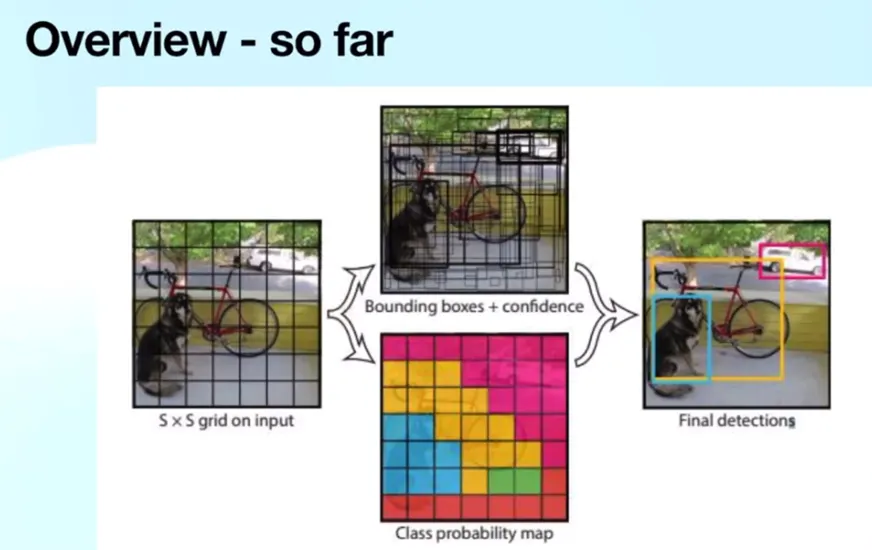 Overview - so far
Bounding boxes + confidence
S × S grid on input
Final detections
Class probability map